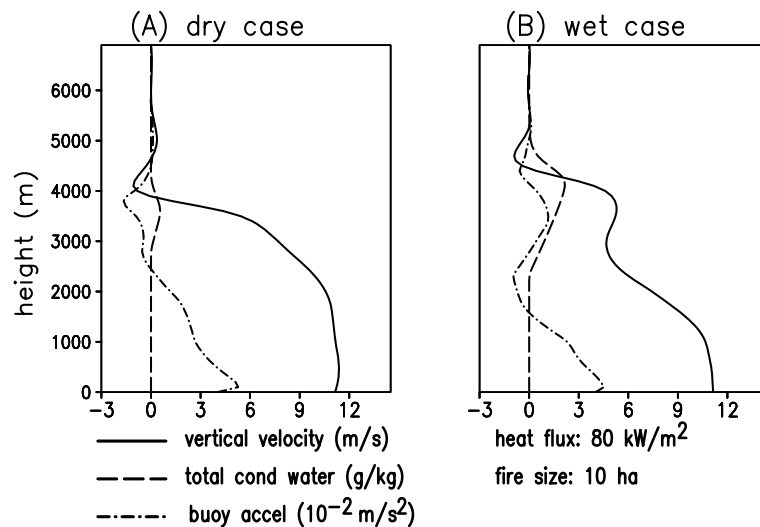 (A) dry case
(B) wet case
height (m)
6000
5000
4000
3000
2000
1000
0
−3 0 3 6 9 12
−3 0 3 6 9 12
vertical velocity (m/s)
total cond water (g/kg)
buoy accel (10⁻² m/s²)
heat flux: 80 kW/m²
fire size: 10 ha